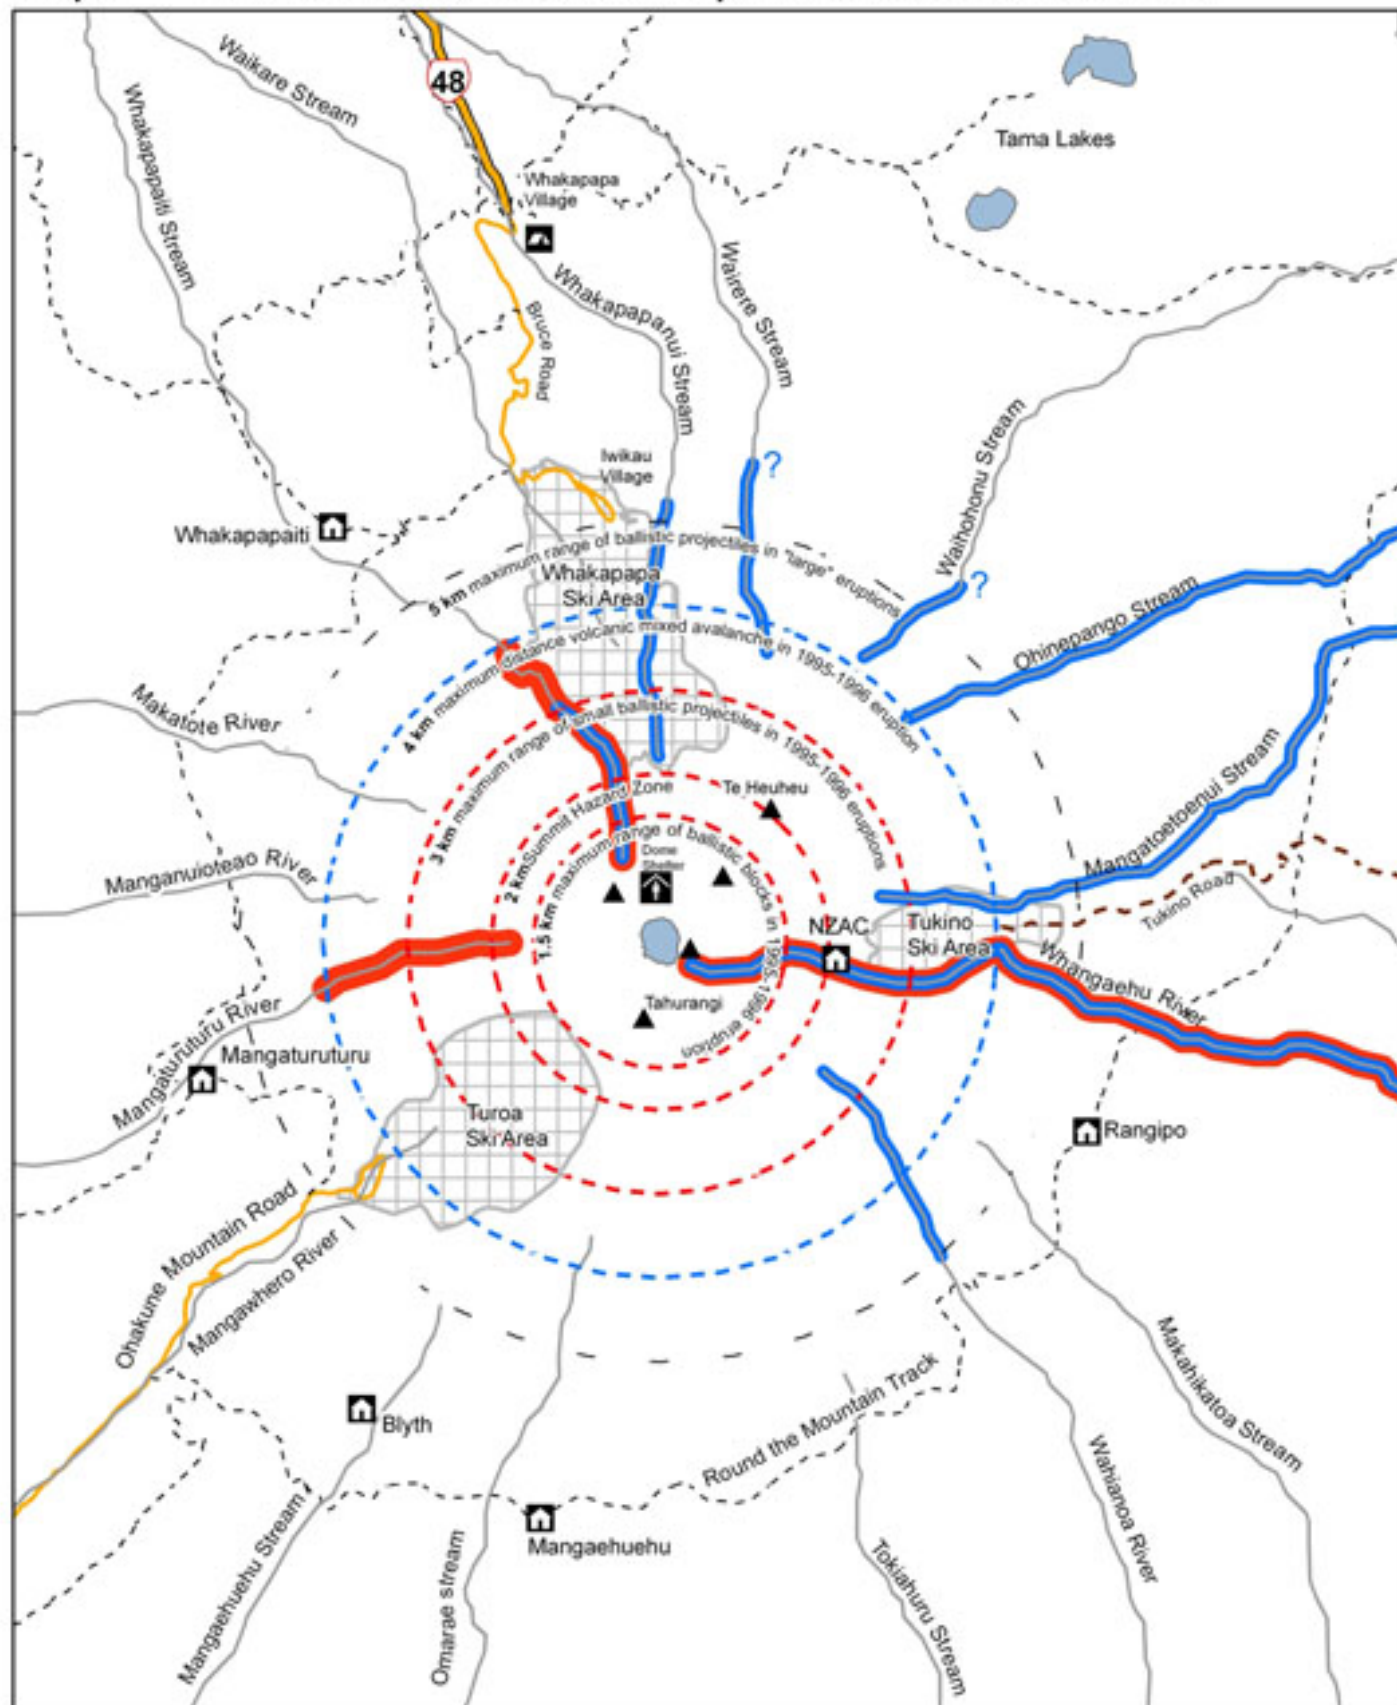 48
Waikare Stream
Whakapapaiti Stream
Tama Lakes
Whakapapa
Village
Wairere Stream
Whakapapanui Stream
Bruce Road
Iwikau
Village
?
Waihohonu Stream
Whakapapaiti
5 km maximum range of ballistic projectiles in "large" eruptions
Whakapapa
Ski Area
?
Ohinepango Stream
4 km maximum distance volcanic mixed avalanche in 1995-1996 eruption
Makatote River
3 km maximum range of small ballistic projectiles in 1995-1996 eruptions
Te Heuheu
2 km Summit Hazard Zone
Mangatoetoenui Stream
1.5 km maximum range of ballistic blocks in 1995-1996 eruption
Dome
Shelter
Manganuioteao River
Tukino Road
NZAC
Tukino
Ski Area
Whangaehu River
Tahurangi
Mangaturuturu River
Mangaturuturu
Turoa
Ski Area
Rangipo
Ohakune Mountain Road
Mangawhero River
Makahikatoa Stream
Round the Mountain Track
Blyth
Wahianoa River
Mangaehuehu Stream
Mangaehuehu
Omarae stream
Tokiahuru Stream